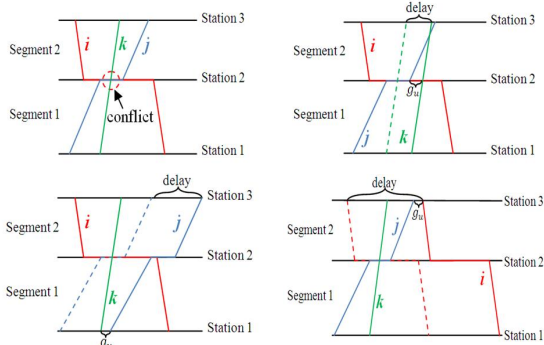 Station 3
Segment 2
i
k
j
Station 2
Segment 1
conflict
Station 1
delay
Station 3
Segment 2
i
Station 2
g_u
Segment 1
j
k
Station 1
delay
Station 3
Segment 2
i
j
Station 2
Segment 1
k
Station 1
g_u
delay
Station 3
Segment 2
j
g_u
Station 2
Segment 1
k
i
Station 1